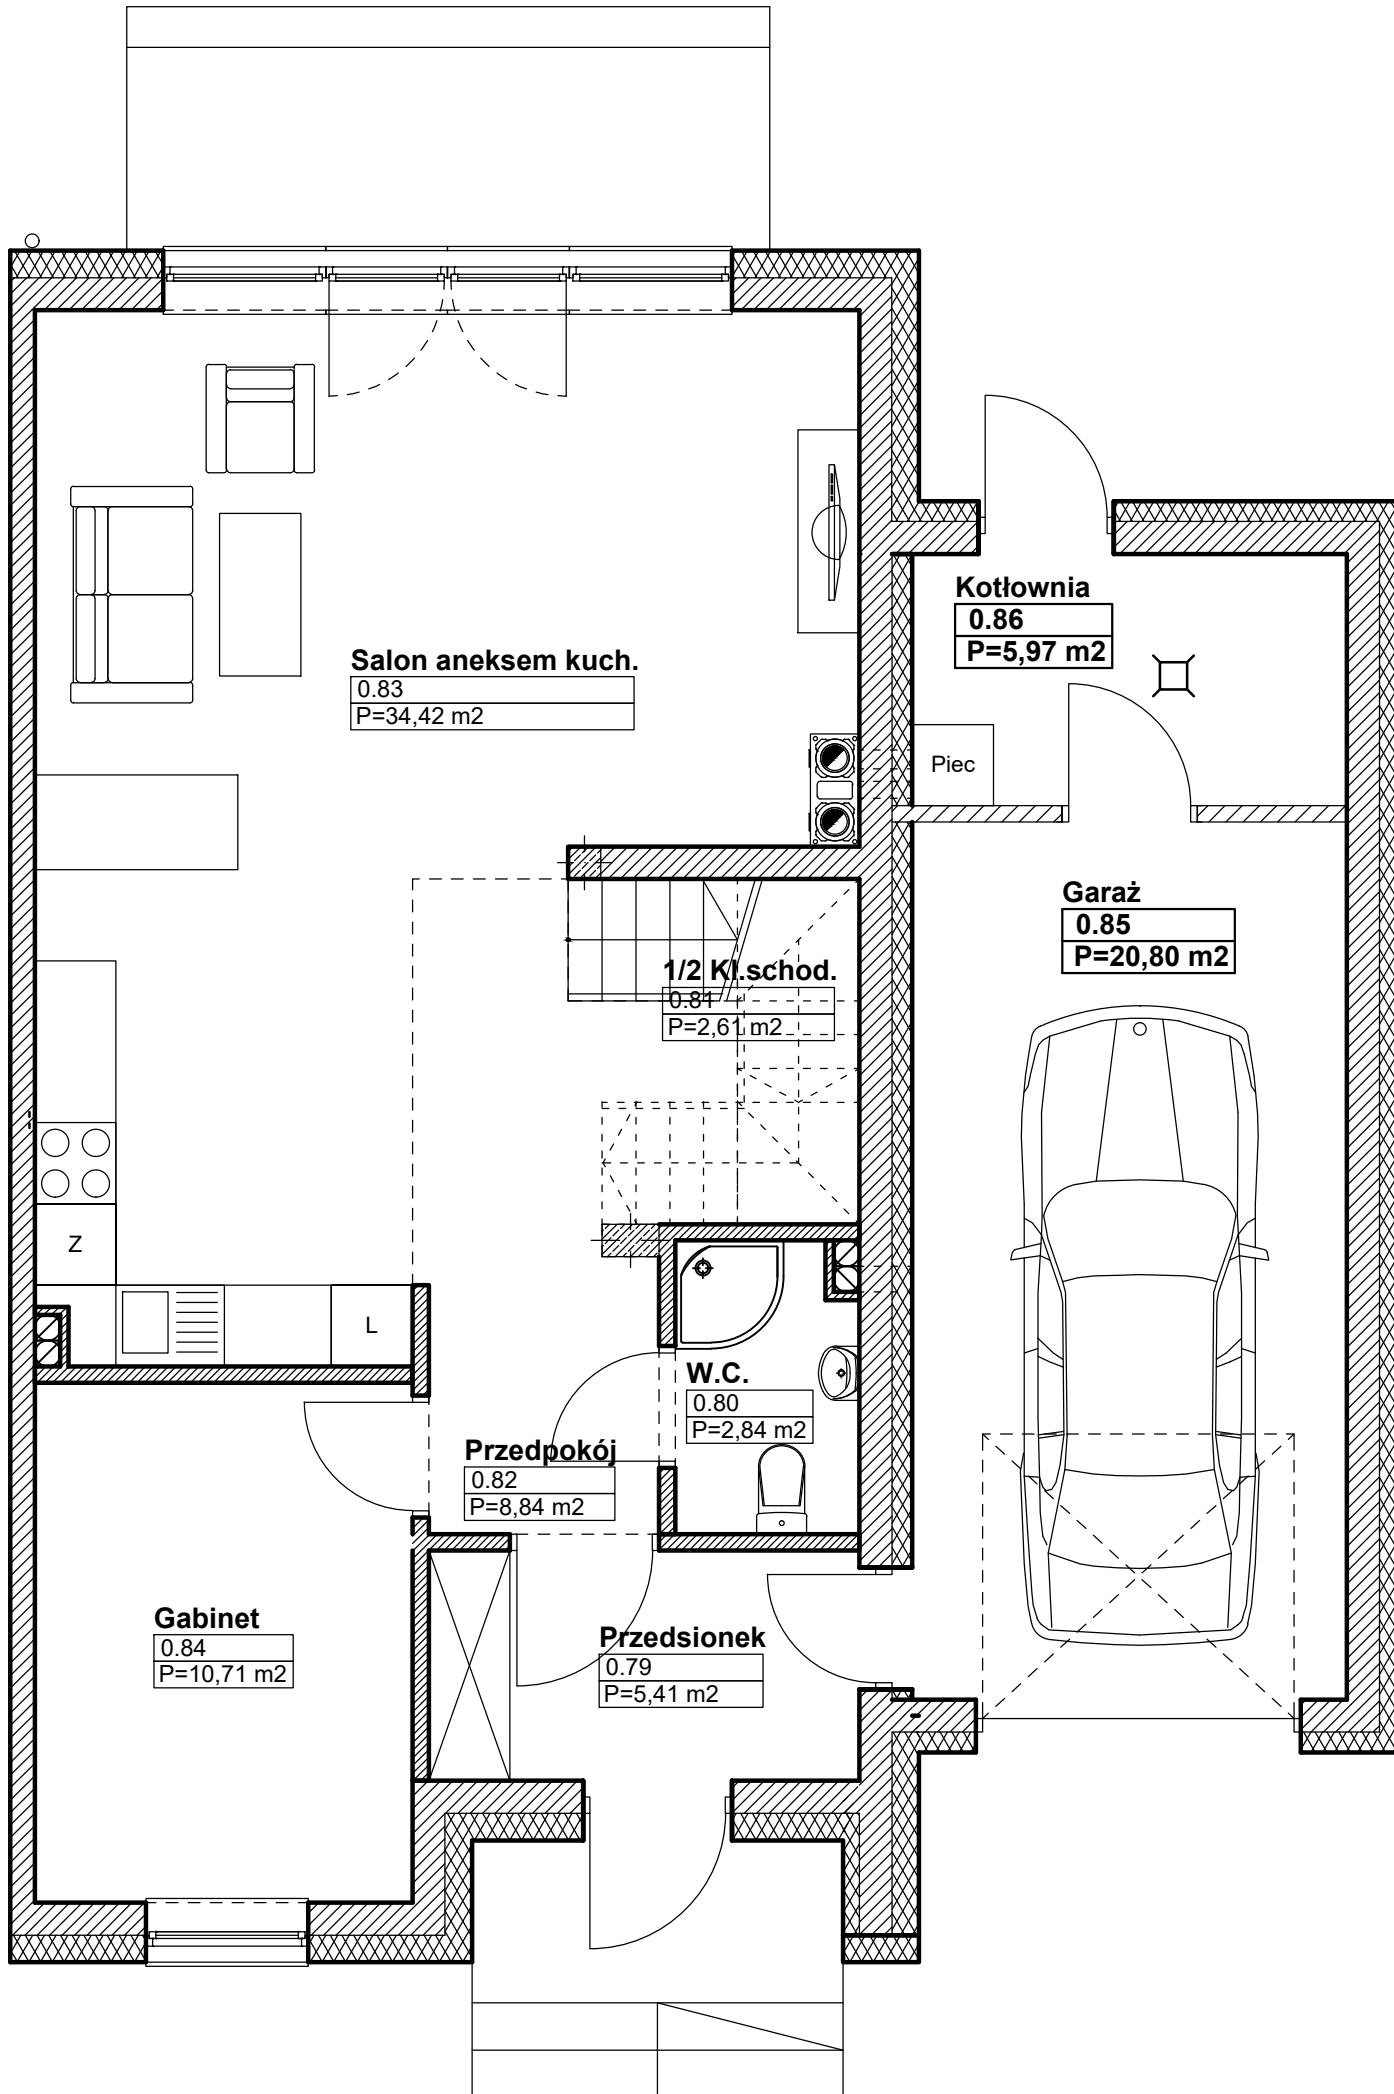 Kotłownia
0.86
P=5,97 m2
Salon aneksem kuch.
0.83
P=34,42 m2
Piec
Garaż
0.85
P=20,80 m2
1/2 Kl.schod.
0.81
P=2,61 m2
Z
L
W.C.
0.80
P=2,84 m2
Przedpokój
0.82
P=8,84 m2
Gabinet
0.84
P=10,71 m2
Przedsionek
0.79
P=5,41 m2